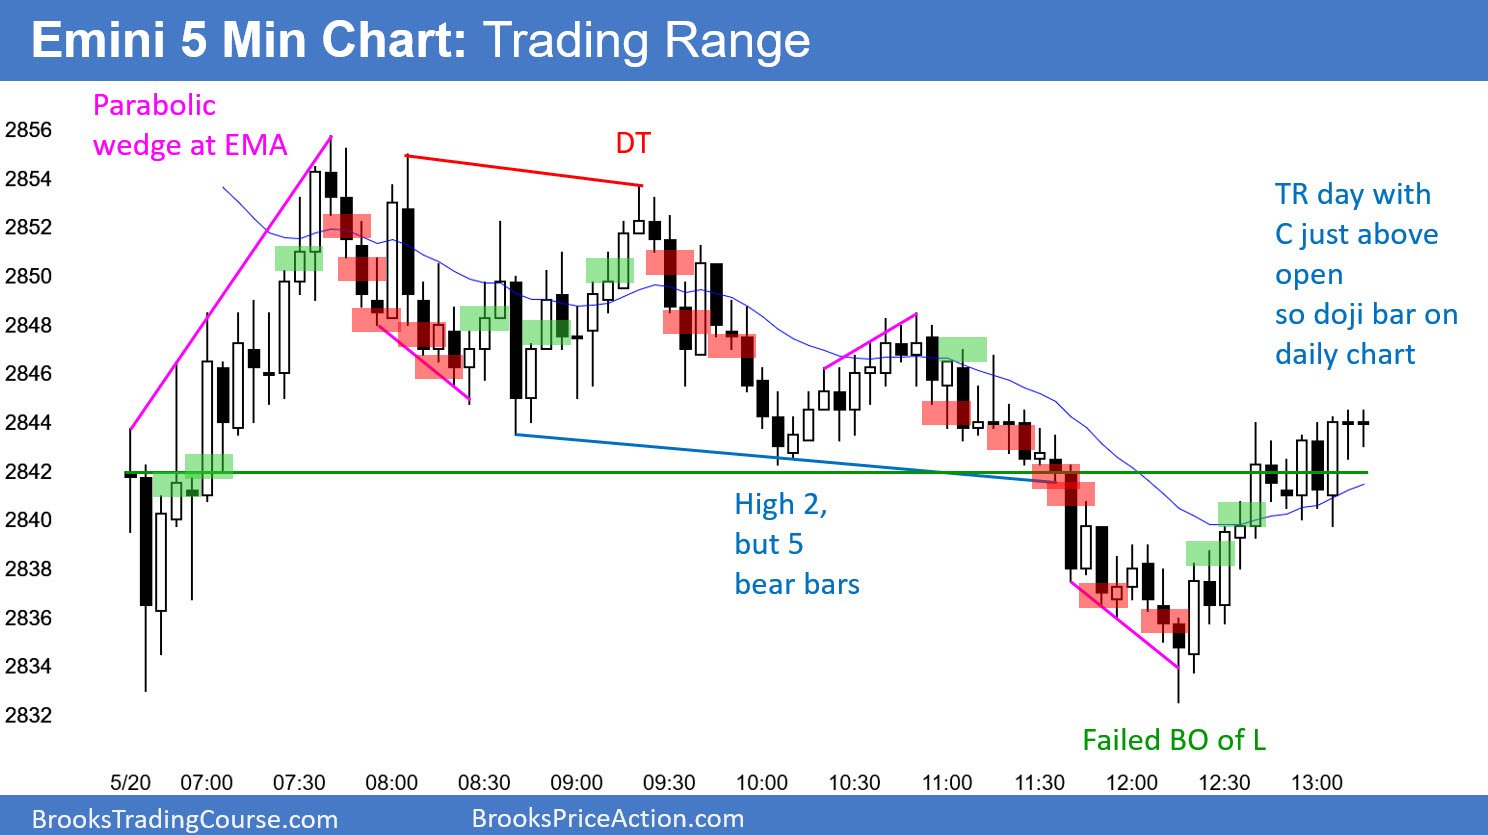 Emini 5 Min Chart: Trading Range
Parabolic
wedge at EMA
DT
TR day with
C just above
open
so doji bar on
daily chart
High 2,
but 5
bear bars
Failed BO of L
2856
2854
2852
2850
2848
2846
2844
2842
2840
2838
2836
2834
2832
5/20 07:00 07:30 08:00 08:30 09:00 09:30 10:00 10:30 11:00 11:30 12:00 12:30 13:00
BrooksTradingCourse.com BrooksPriceAction.com